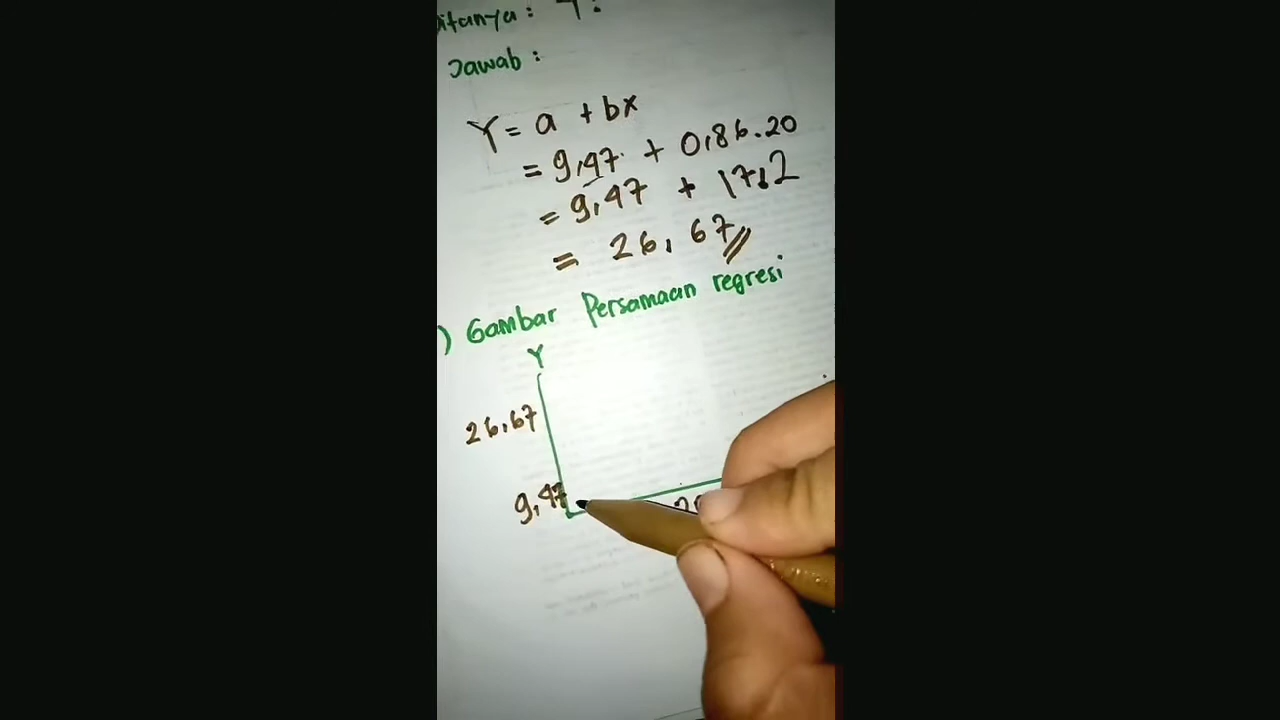 Ditanya : Y :
Jawab :
Y = a + bx
= 9,47 + 0,86.20
= 9,47 + 17,2
= 26,67
) Gambar Persamaan regresi
Y
26,67
9,47